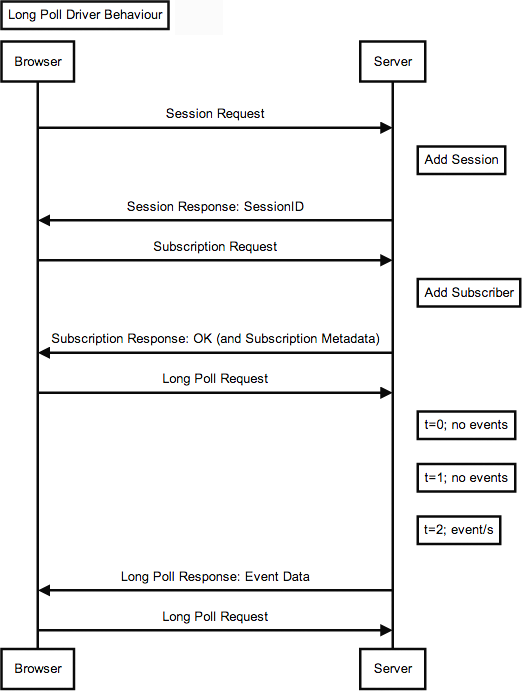 Long Poll Driver Behaviour
Browser
Server
Session Request
Add Session
Session Response: SessionID
Subscription Request
Add Subscriber
Subscription Response: OK (and Subscription Metadata)
Long Poll Request
t=0; no events
t=1; no events
t=2; event/s
Long Poll Response: Event Data
Long Poll Request
Browser
Server